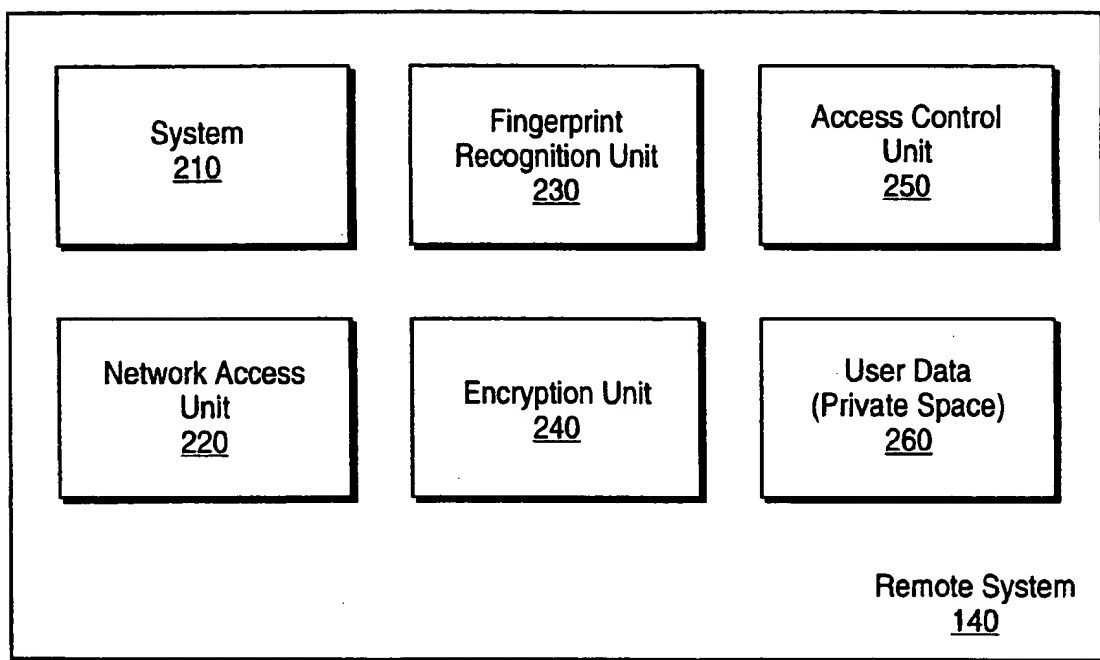 System
210
Fingerprint
Recognition Unit
230
Access Control
Unit
250
Network Access
Unit
220
Encryption Unit
240
User Data
(Private Space)
260
Remote System
140